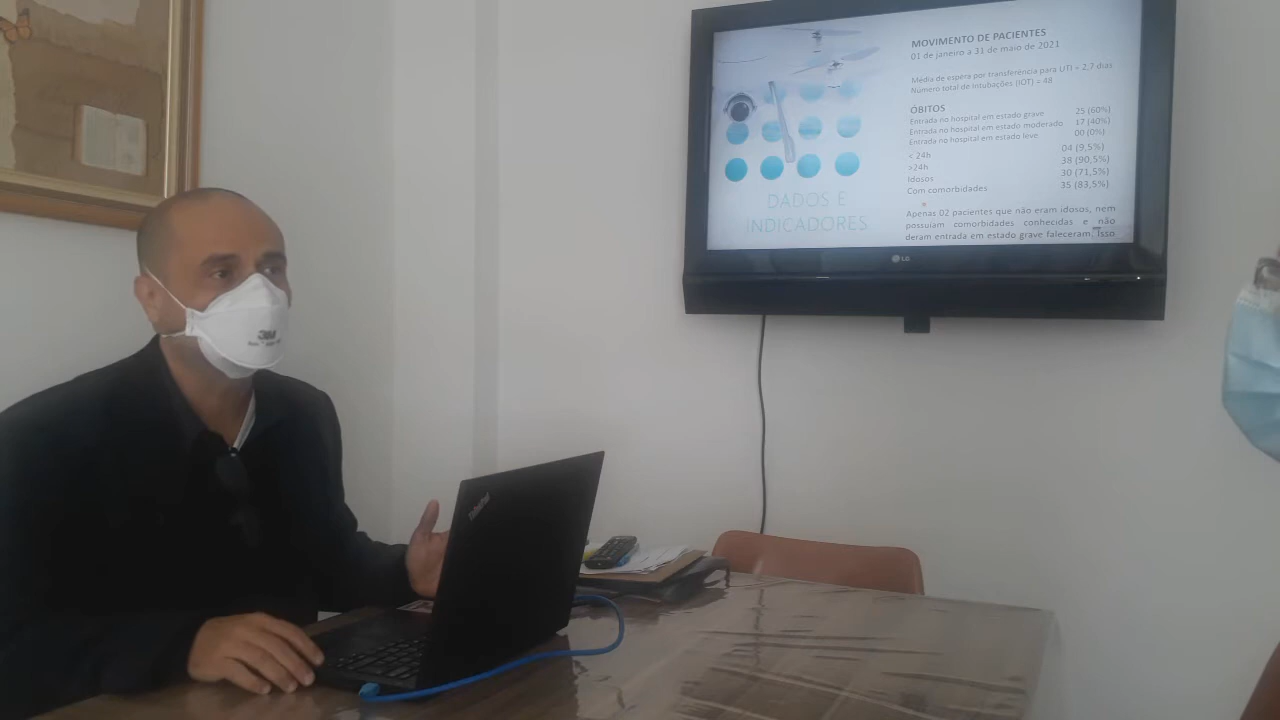 MOVIMENTO DE PACIENTES
01 de janeiro a 31 de maio de 2021
Média de espera por transferência para UTI = 2,7 dias
Número total de Intubações (IOT) = 48
ÓBITOS
Entrada no hospital em estado grave 25 (60%)
Entrada no hospital em estado moderado 17 (40%)
Entrada no hospital em estado leve 00 (0%)
< 24h 04 (9,5%)
>24h 38 (90,5%)
Idosos 30 (71,5%)
Com comorbidades 35 (83,5%)
Apenas 02 pacientes que não eram idosos, nem
possuíam comorbidades conhecidas e não
deram entrada em estado grave faleceram. Isso
DADOS E
INDICADORES
LG
3M
ThinkPad